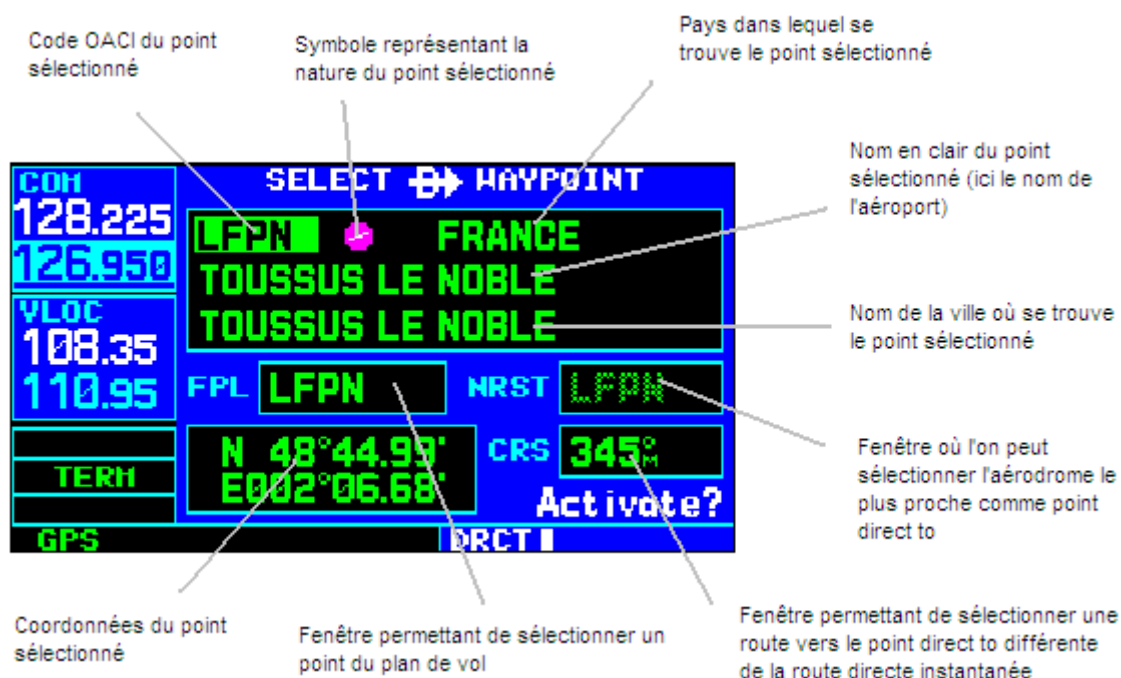 Code OACI du point
sélectionné
Symbole représentant la
nature du point sélectionné
Pays dans lequel se
trouve le point sélectionné
Nom en clair du point
sélectionné (ici le nom de
l'aéroport)
Nom de la ville où se trouve
le point sélectionné
Fenêtre où l'on peut
sélectionner l'aérodrome le
plus proche comme point
direct to
COM
128.225
126.950
VLOC
108.35
110.95
TERM
GPS
SELECT D WAYPOINT
LFPN FRANCE
TOUSSUS LE NOBLE
TOUSSUS LE NOBLE
FPL LFPN NRST LFPN
N 48°44.99' CRS 345°M
E002°06.68'
Activate?
DRCT
Coordonnées du point
sélectionné
Fenêtre permettant de sélectionner un
point du plan de vol
Fenêtre permettant de sélectionner une
route vers le point direct to différente
de la route directe instantanée